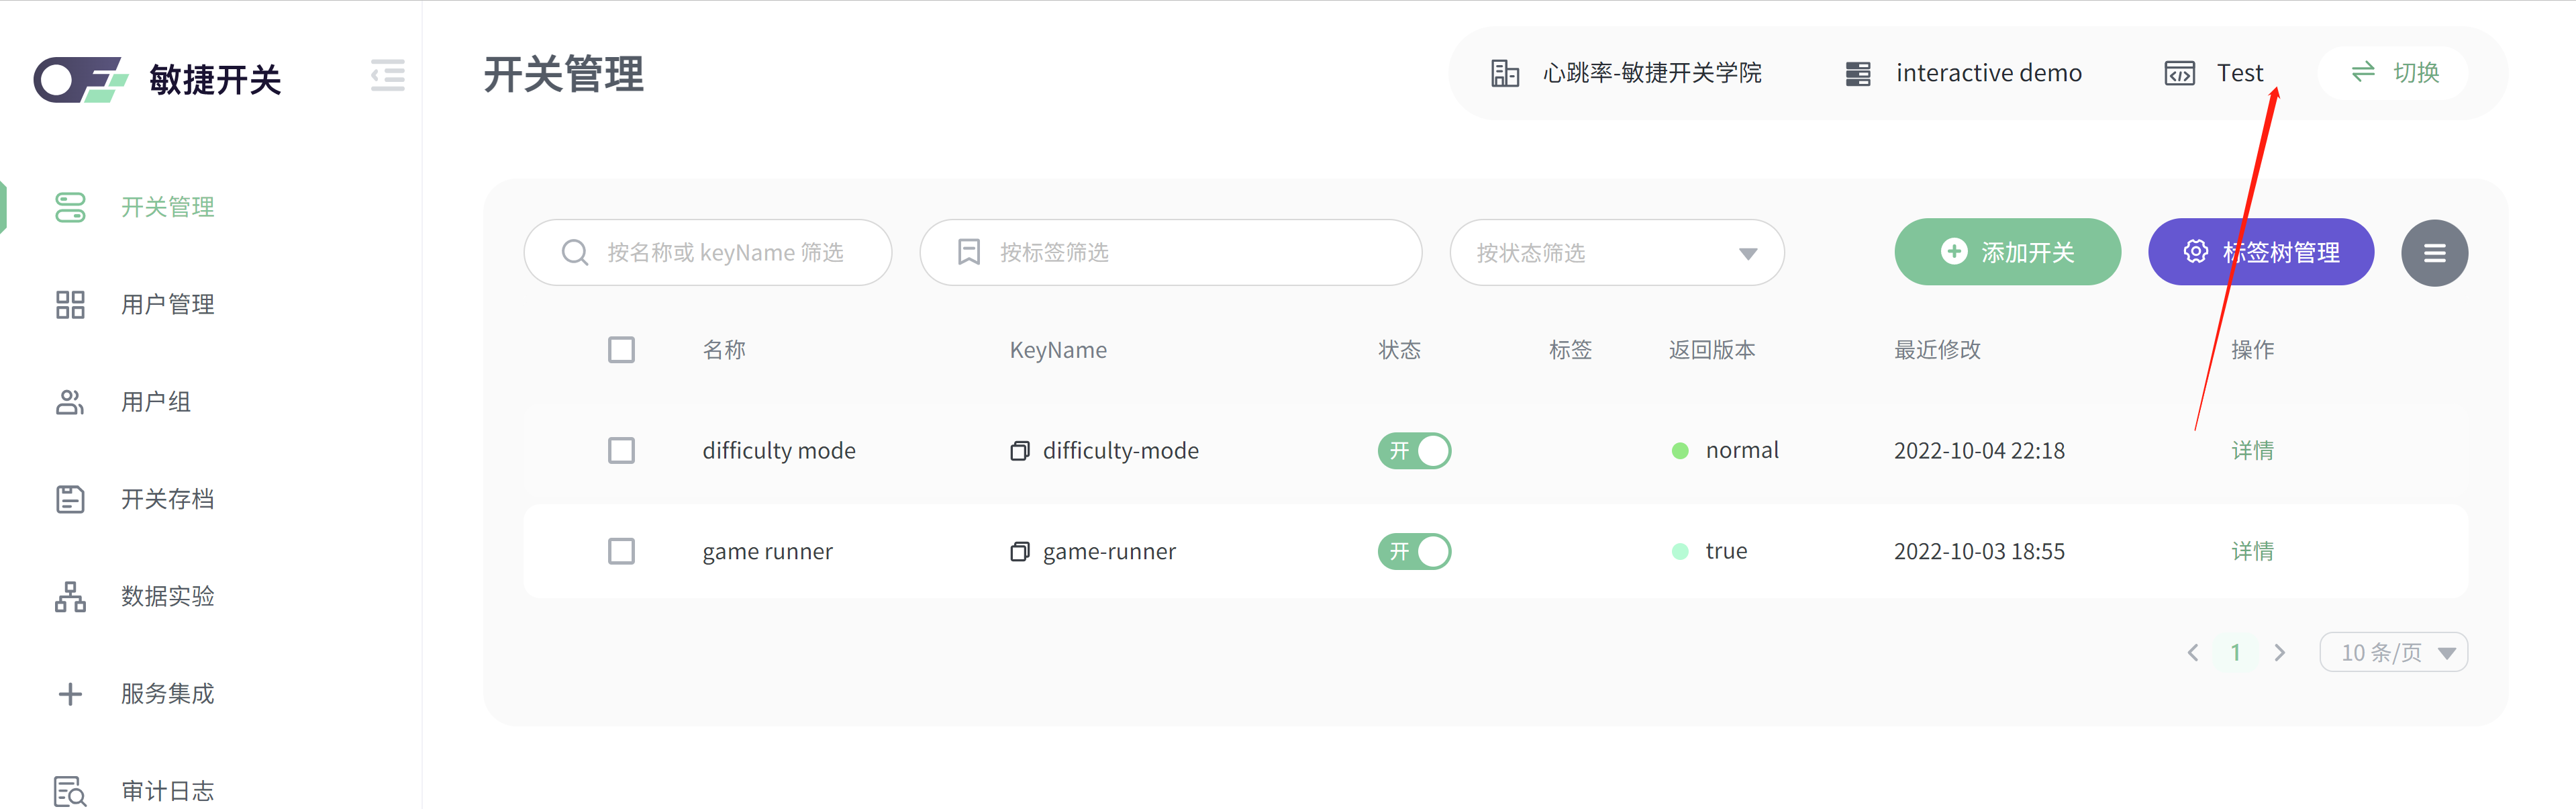 敏捷开关
开关管理
用户管理
用户组
开关存档
数据实验
服务集成
审计日志
开关管理
心跳率-敏捷开关学院 interactive demo Test 切换
按名称或 keyName 筛选 按标签筛选 按状态筛选 添加开关 标签树管理
名称 KeyName 状态 标签 返回版本 最近修改 操作
difficulty mode difficulty-mode 开 normal 2022-10-04 22:18 详情
game runner game-runner 开 true 2022-10-03 18:55 详情
1 10 条/页